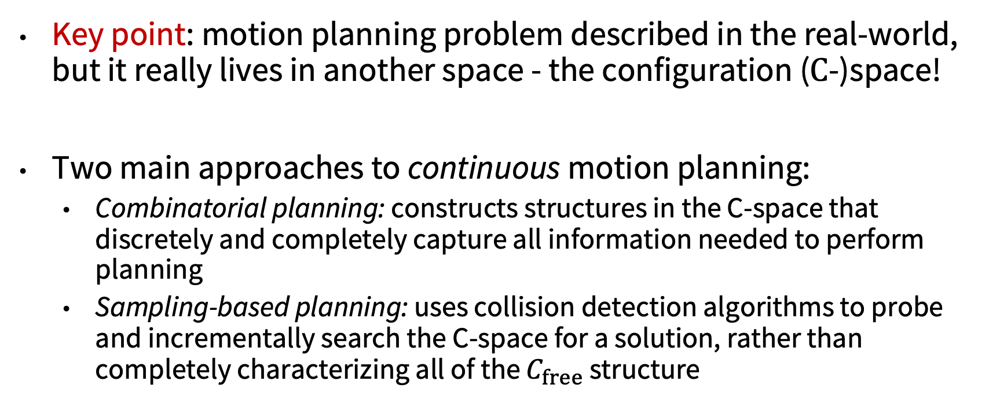 • Key point: motion planning problem described in the real-world,
but it really lives in another space - the configuration (C-)space!
• Two main approaches to continuous motion planning:
• Combinatorial planning: constructs structures in the C-space that
discretely and completely capture all information needed to perform
planning
• Sampling-based planning: uses collision detection algorithms to probe
and incrementally search the C-space for a solution, rather than
completely characterizing all of the C_free structure